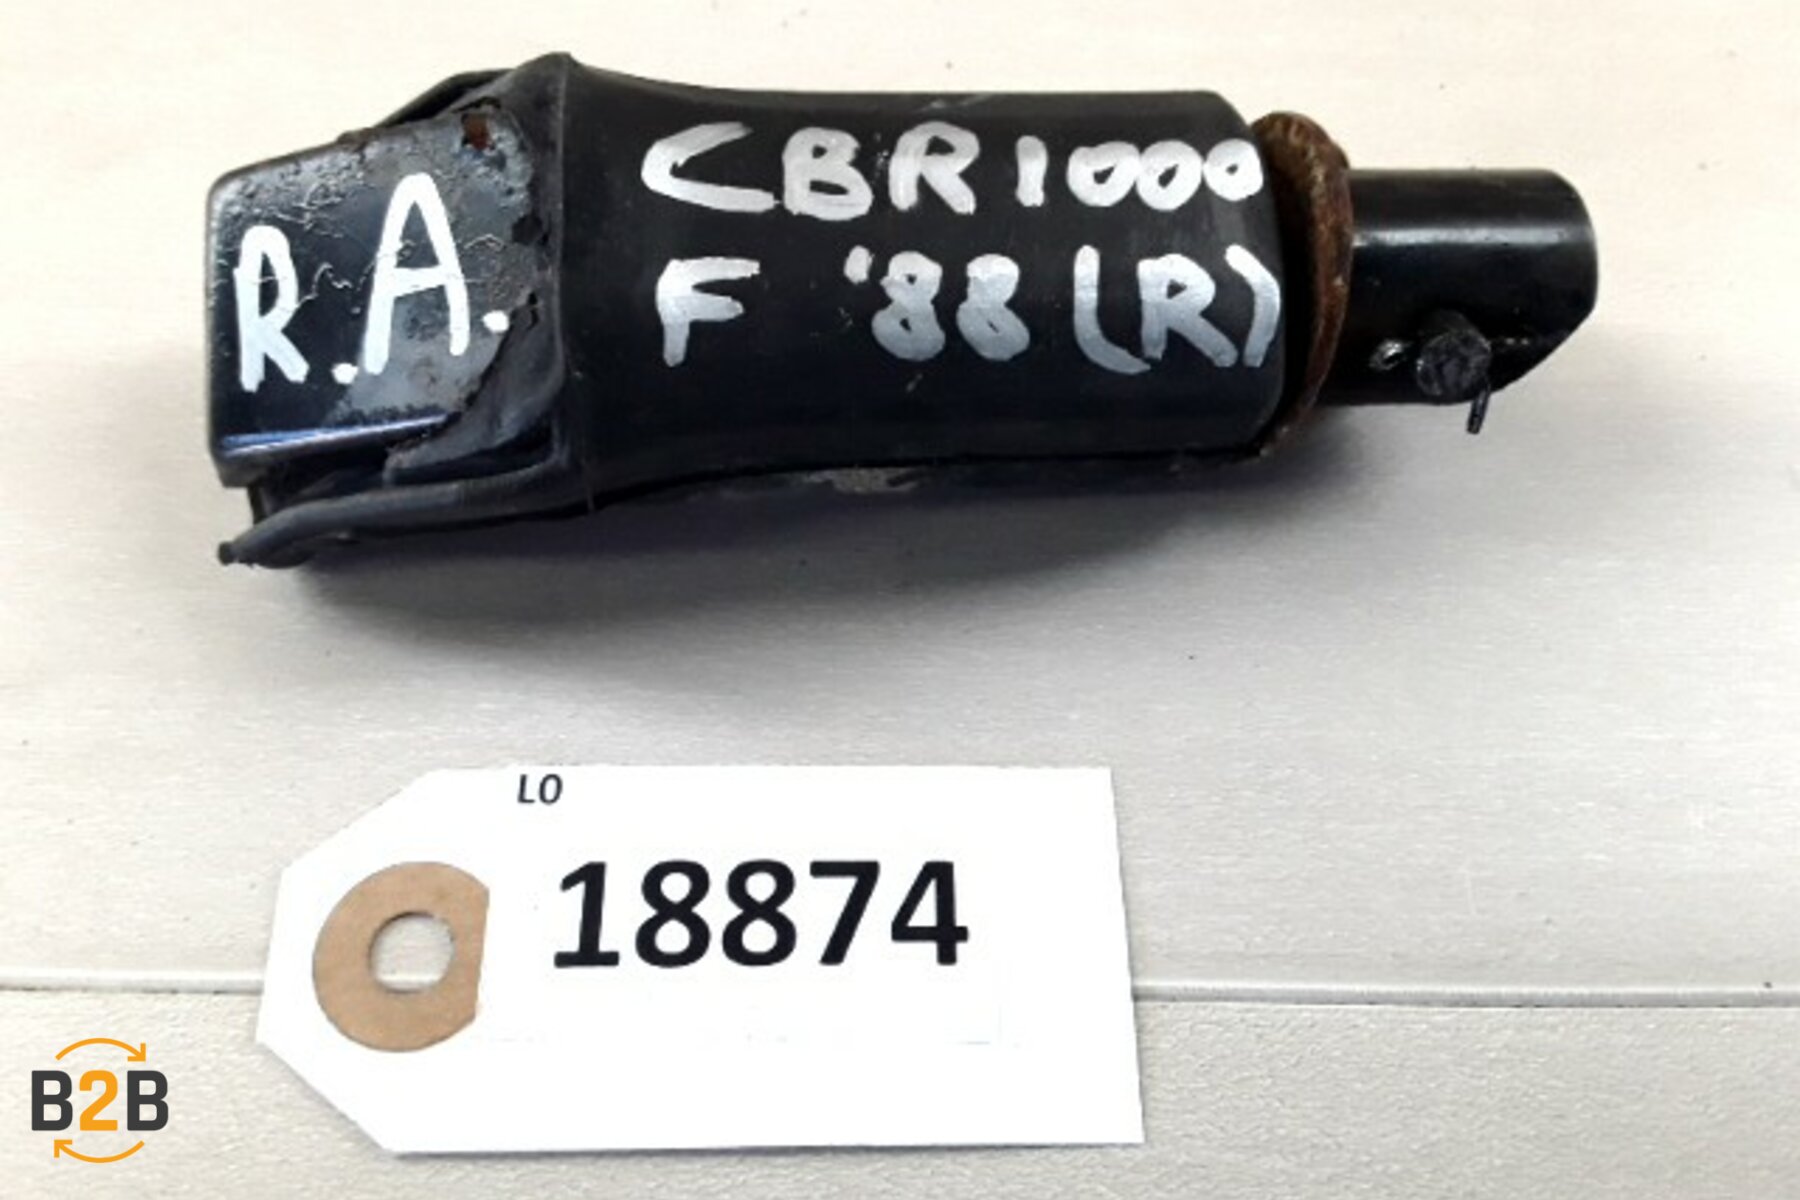 R.A.
CBR1000
F '88 (R)
LO
18874
B2B